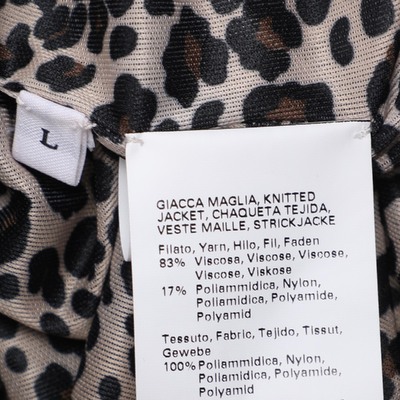 L
GIACCA MAGLIA, KNITTED
JACKET, CHAQUETA TEJIDA,
VESTE MAILLE, STRICKJACKE
Filato, Yarn, Hilo, Fil, Faden
83% Viscosa, Viscose, Viscose,
Viscose, Viskose
17% Poliammidica, Nylon,
Poliamidica, Polyamide,
Polyamid
Tessuto, Fabric, Tejido, Tissut,
Gewebe
100% Poliammidica, Nylon,
Poliamidica, Polyamide,
Polyamid